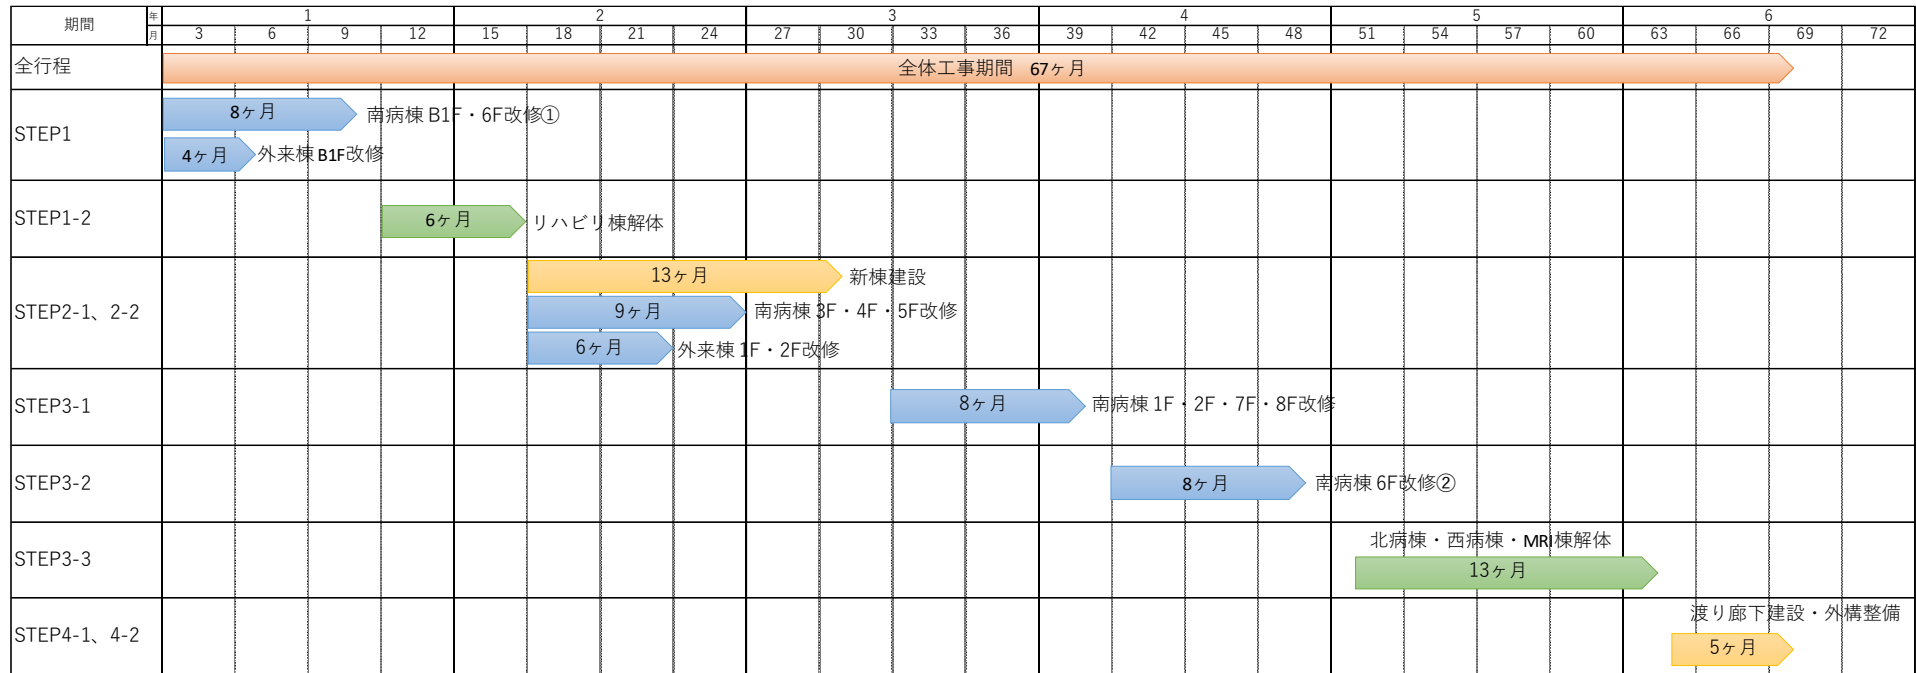 期間
年
1
2
3
4
5
6
月
3
6
9
12
15
18
21
24
27
30
33
36
39
42
45
48
51
54
57
60
63
66
69
72
全行程
全体工事期間 67ヶ月
STEP1
8ヶ月
南病棟 B1F・6F改修①
4ヶ月
外来棟 B1F改修
STEP1-2
6ヶ月
リハビリ棟解体
STEP2-1、2-2
13ヶ月
新棟建設
9ヶ月
南病棟 3F・4F・5F改修
6ヶ月
外来棟 1F・2F改修
STEP3-1
8ヶ月
南病棟 1F・2F・7F・8F改修
STEP3-2
8ヶ月
南病棟 6F改修②
STEP3-3
北病棟・西病棟・MRI棟解体
13ヶ月
STEP4-1、4-2
渡り廊下建設・外構整備
5ヶ月